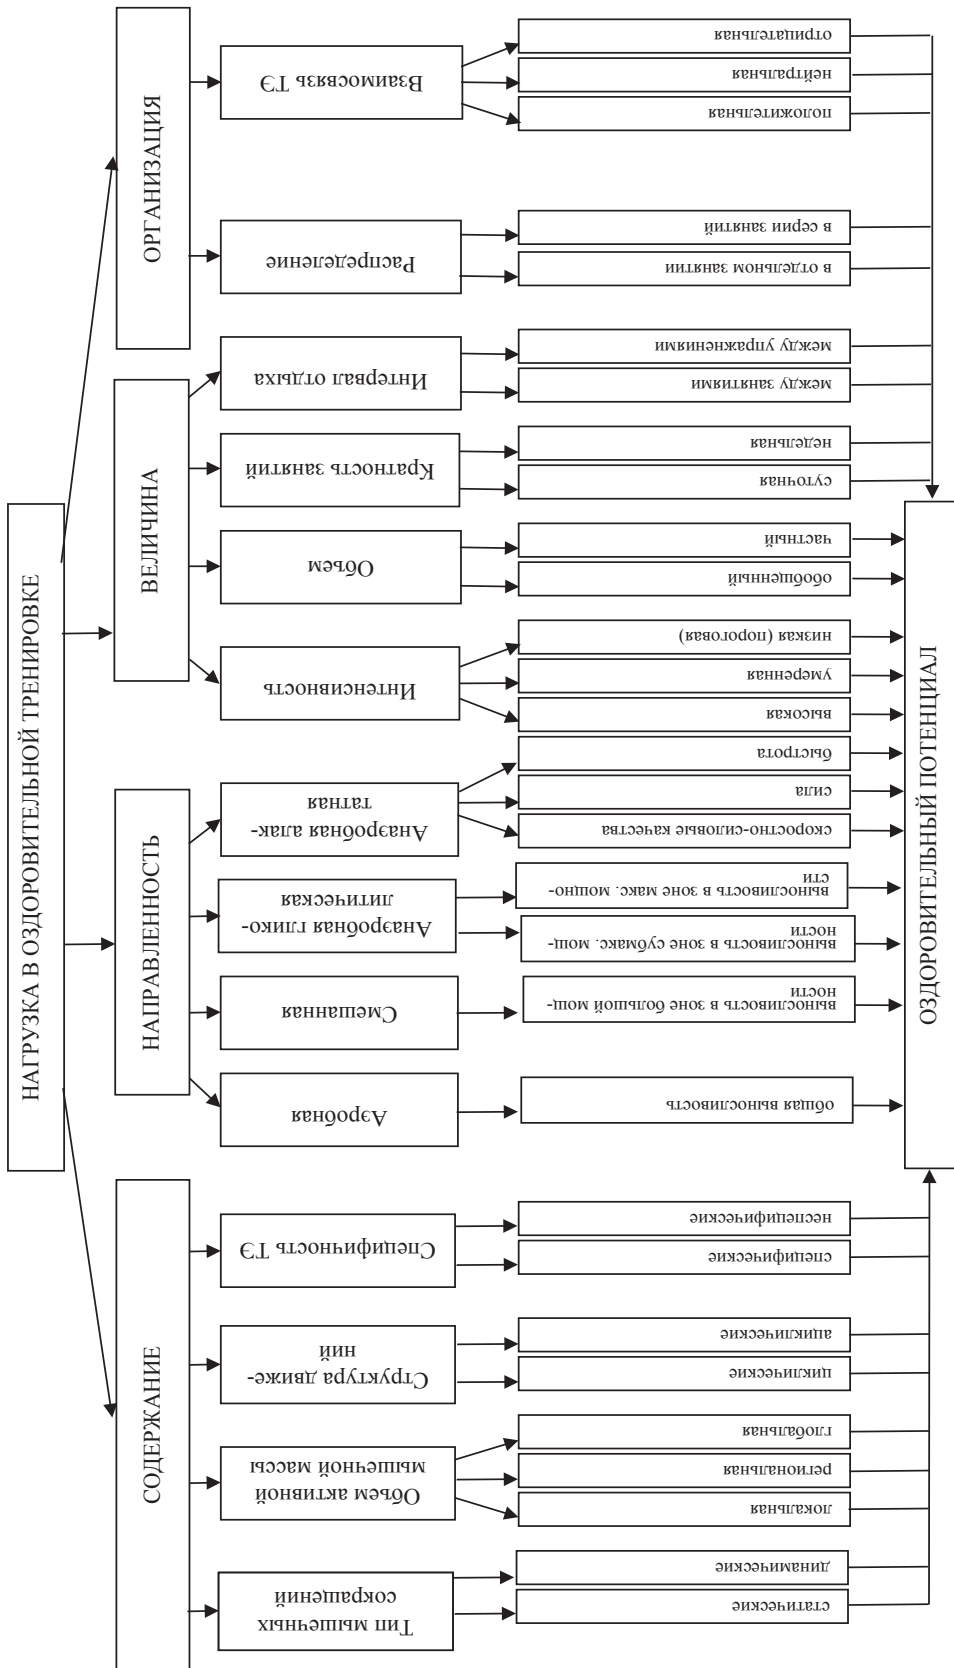 НАГРУЗКА В ОЗДОРОВИТЕЛЬНОЙ ТРЕНИРОВКЕ
СОДЕРЖАНИЕ
Тип мышечных
сокращений
статические
динамические
Объем активной
мышечной массы
локальная
региональная
глобальная
Структура движе-
ний
циклические
ациклические
Специфичность ТЭ
специфические
неспецифические
НАПРАВЛЕННОСТЬ
Аэробная
общая выносливость
Смешанная
выносливость в зоне большой мощ-
ности
Анаэробная глико-
литическая
выносливость в зоне субмакс. мощ-
ности
выносливость в зоне макс. мощно-
сти
Анаэробная алак-
татная
скоростно-силовые качества
сила
быстрота
ВЕЛИЧИНА
Интенсивность
высокая
умеренная
низкая (пороговая)
Объем
обобщенный
частный
Кратность занятий
суточная
недельная
Интервал отдыха
между занятиями
между упражнениями
ОРГАНИЗАЦИЯ
Распределение
в отдельном занятии
в серии занятий
Взаимосвязь ТЭ
положительная
нейтральная
отрицательная
ОЗДОРОВИТЕЛЬНЫЙ ПОТЕНЦИАЛ